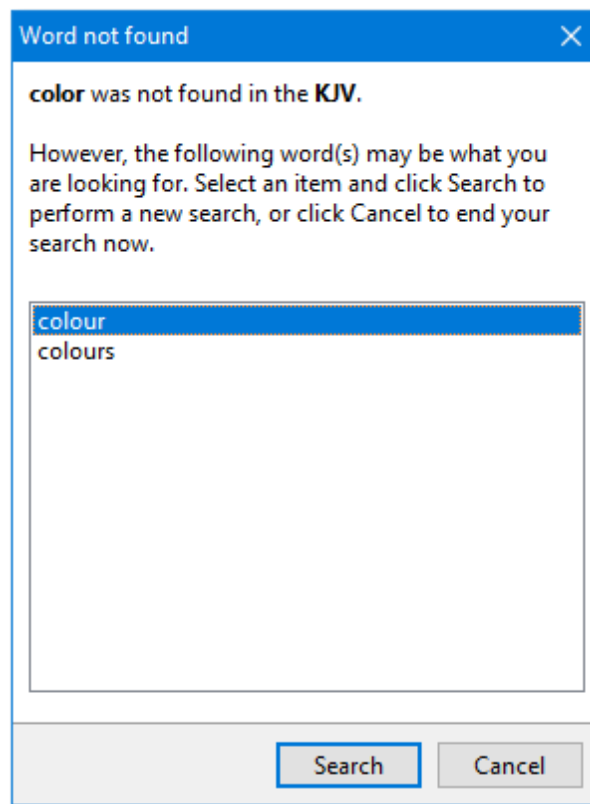 Word not found
color was not found in the KJV.
However, the following word(s) may be what you
are looking for. Select an item and click Search to
perform a new search, or click Cancel to end your
search now.
colour
colours
Search
Cancel